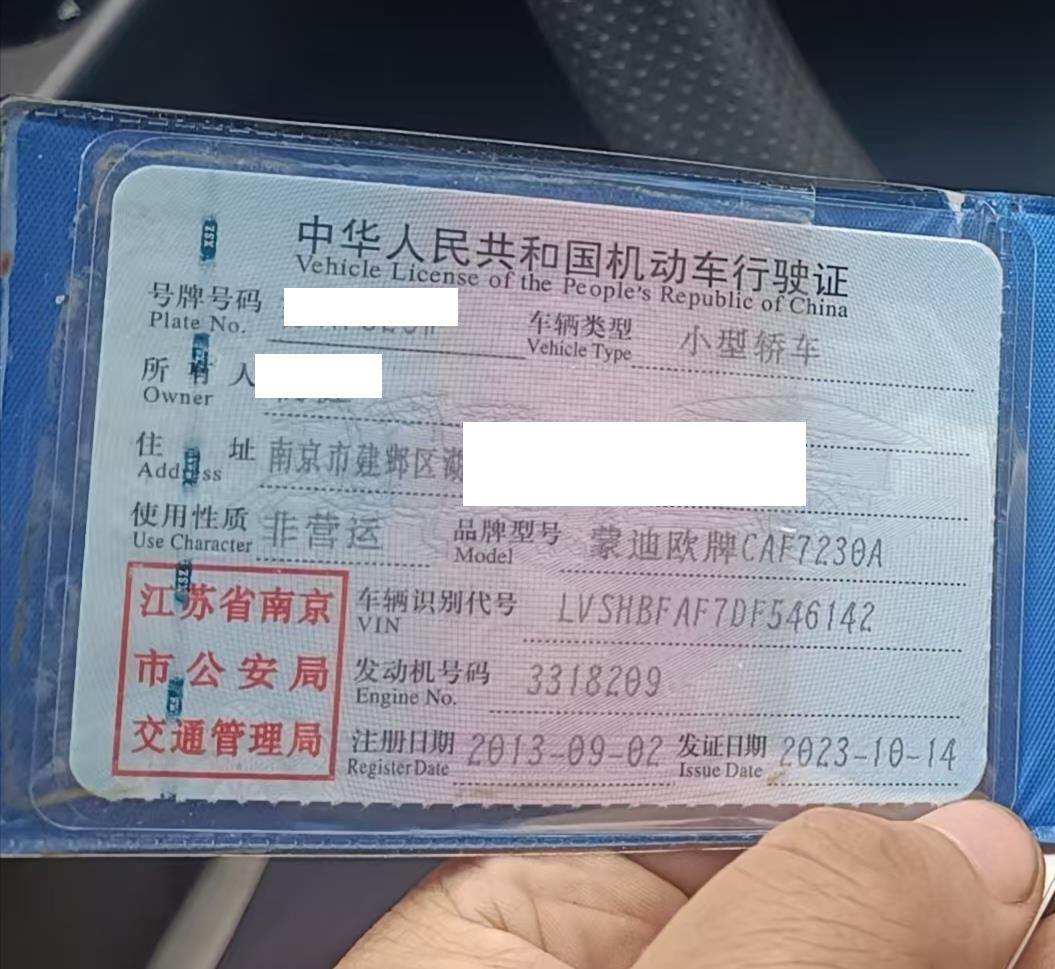 中华人民共和国机动车行驶证
Vehicle License of the People's Republic of China
号牌号码
Plate No.
车辆类型 小型轿车
Vehicle Type
所有人
Owner
住址 南京市建邺区
Address
使用性质 非营运
Use Character
品牌型号 蒙迪欧牌CAF7230A
Model
江苏省南京
市公安局
交通管理局
车辆识别代号 LVSHBFAF7DF546142
VIN
发动机号码 3318209
Engine No.
注册日期 2013-09-02
Register Date
发证日期 2023-10-14
Issue Date